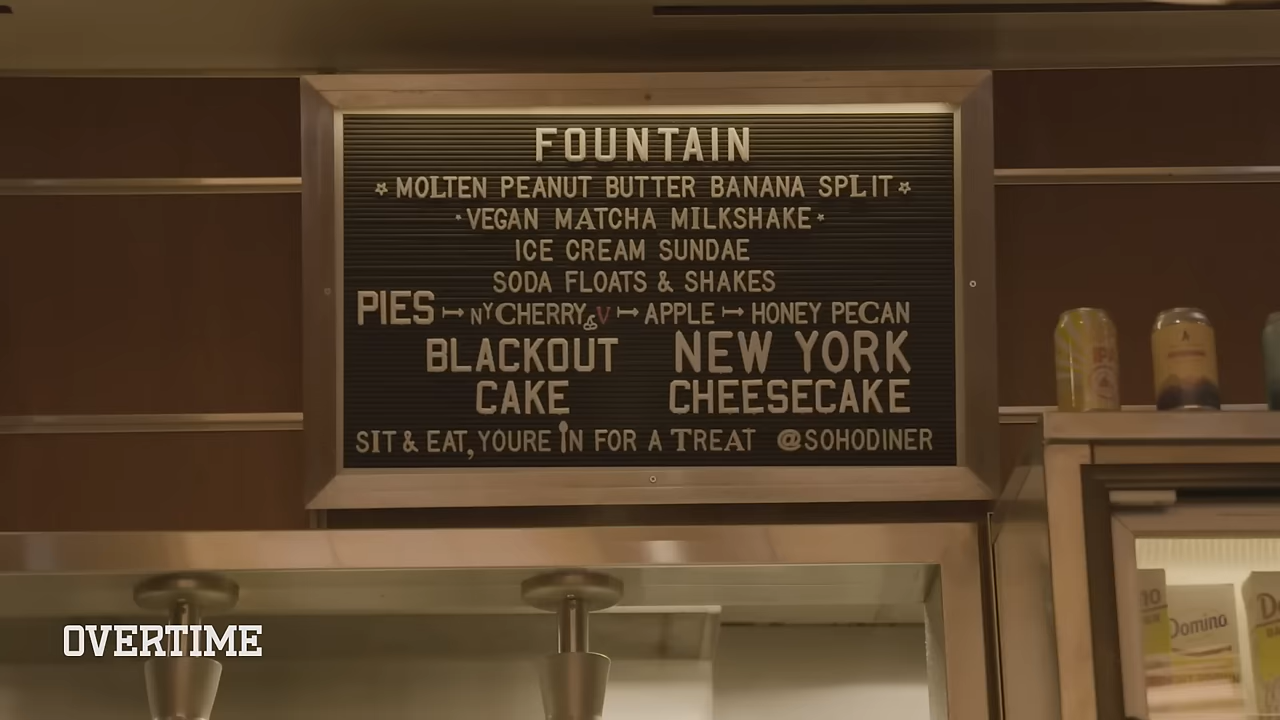 FOUNTAIN
MOLTEN PEANUT BUTTER BANANA SPLIT
VEGAN MATCHA MILKSHAKE
ICE CREAM SUNDAE
SODA FLOATS & SHAKES
PIES → NY CHERRY & V → APPLE → HONEY PECAN
BLACKOUT CAKE
NEW YORK CHEESECAKE
SIT & EAT, YOURE IN FOR A TREAT @SOHODINER
IPA
Domino
OVERTIME